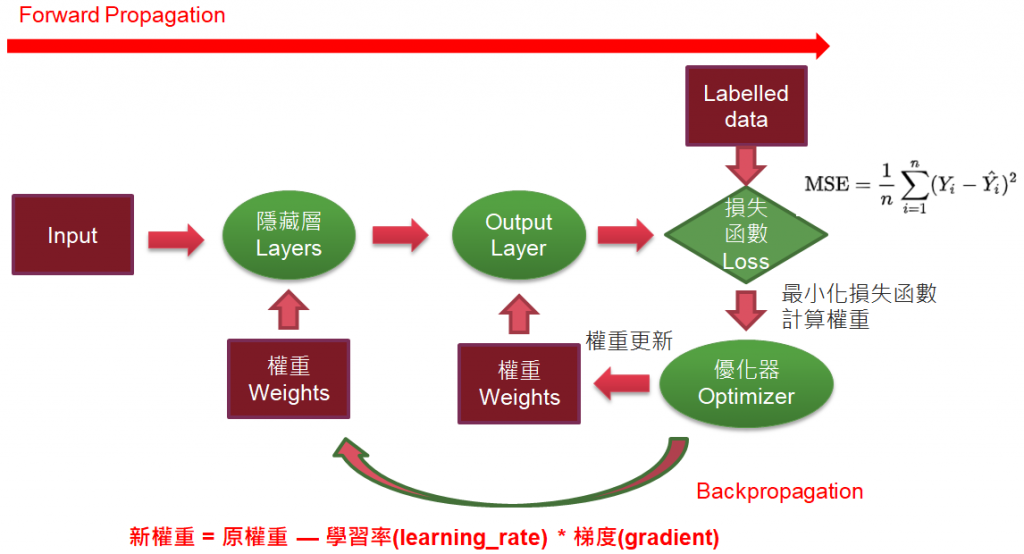 Forward Propagation
Labelled
data
MSE = \frac{1}{n} \sum_{i=1}^{n} (Y_i - \hat{Y}_i)^2
Input
隱藏層
Layers
Output
Layer
損失
函數
Loss
最小化損失函數
計算權重
權重
Weights
權重
Weights
權重更新
優化器
Optimizer
Backpropagation
新權重 = 原權重 — 學習率(learning_rate) * 梯度(gradient)